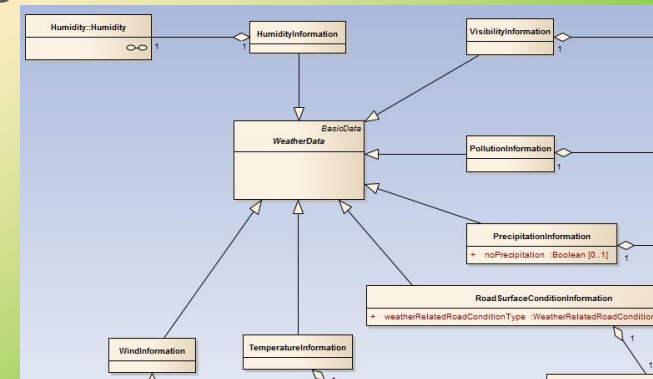 Humidity::Humidity
1
1
HumidityInformation
VisibilityInformation
1
BasicData
WeatherData
PollutionInformation
1
PrecipitationInformation
+ noPrecipitation :Boolean [0..1]
1
RoadSurfaceConditionInformation
+ weatherRelatedRoadConditionType :WeatherRelatedRoadCondition
1
1
WindInformation
TemperatureInformation
1